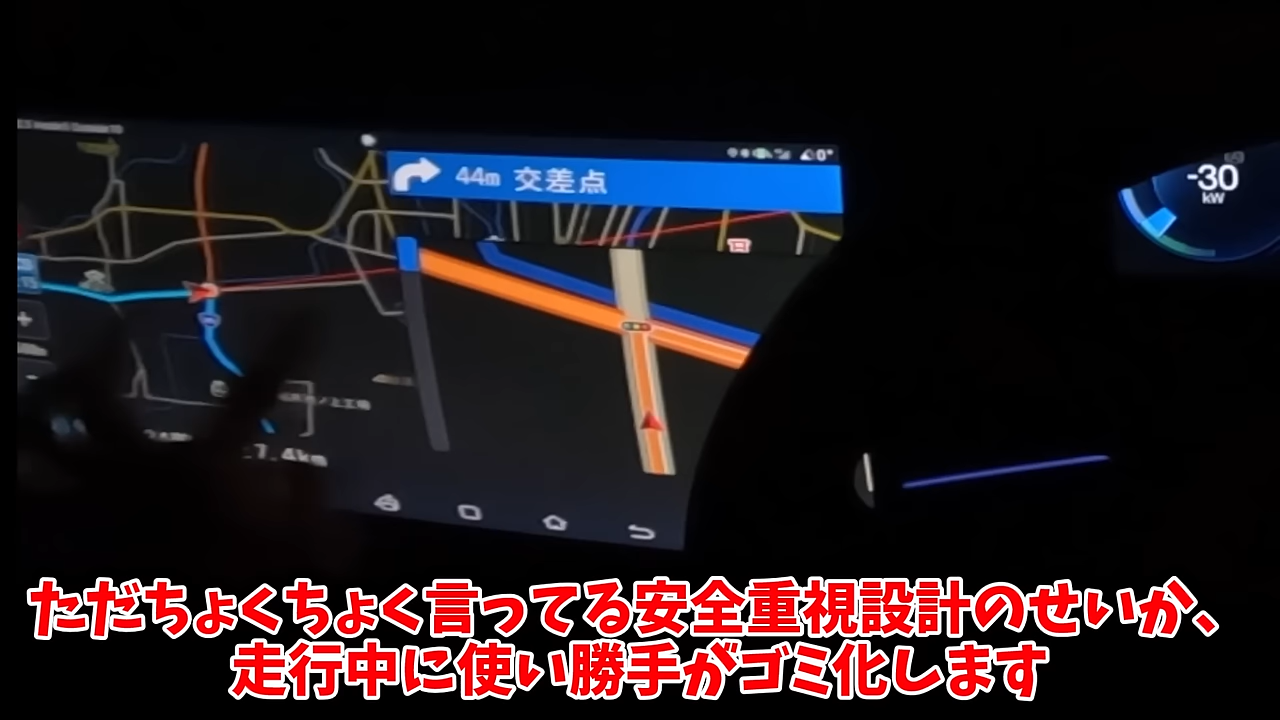 44m 交差点
0°
-30
kW
.4km
ただちょくちょく言ってる安全重視設計のせいか、
走行中に使い勝手がゴミ化します